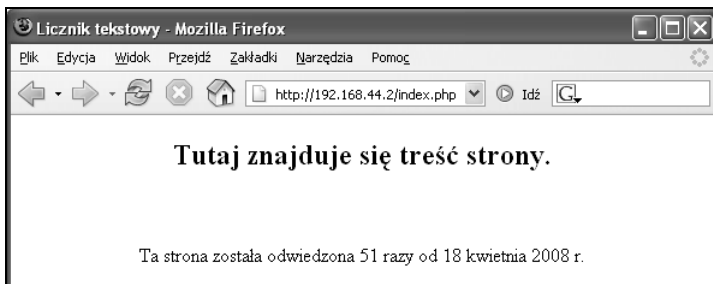 Licznik tekstowy - Mozilla Firefox
Plik Edycja Widok Przejdź Zakładki Narzędzia Pomoc
http://192.168.44.2/index.php Idź G
Tutaj znajduje się treść strony.
Ta strona została odwiedzona 51 razy od 18 kwietnia 2008 r.